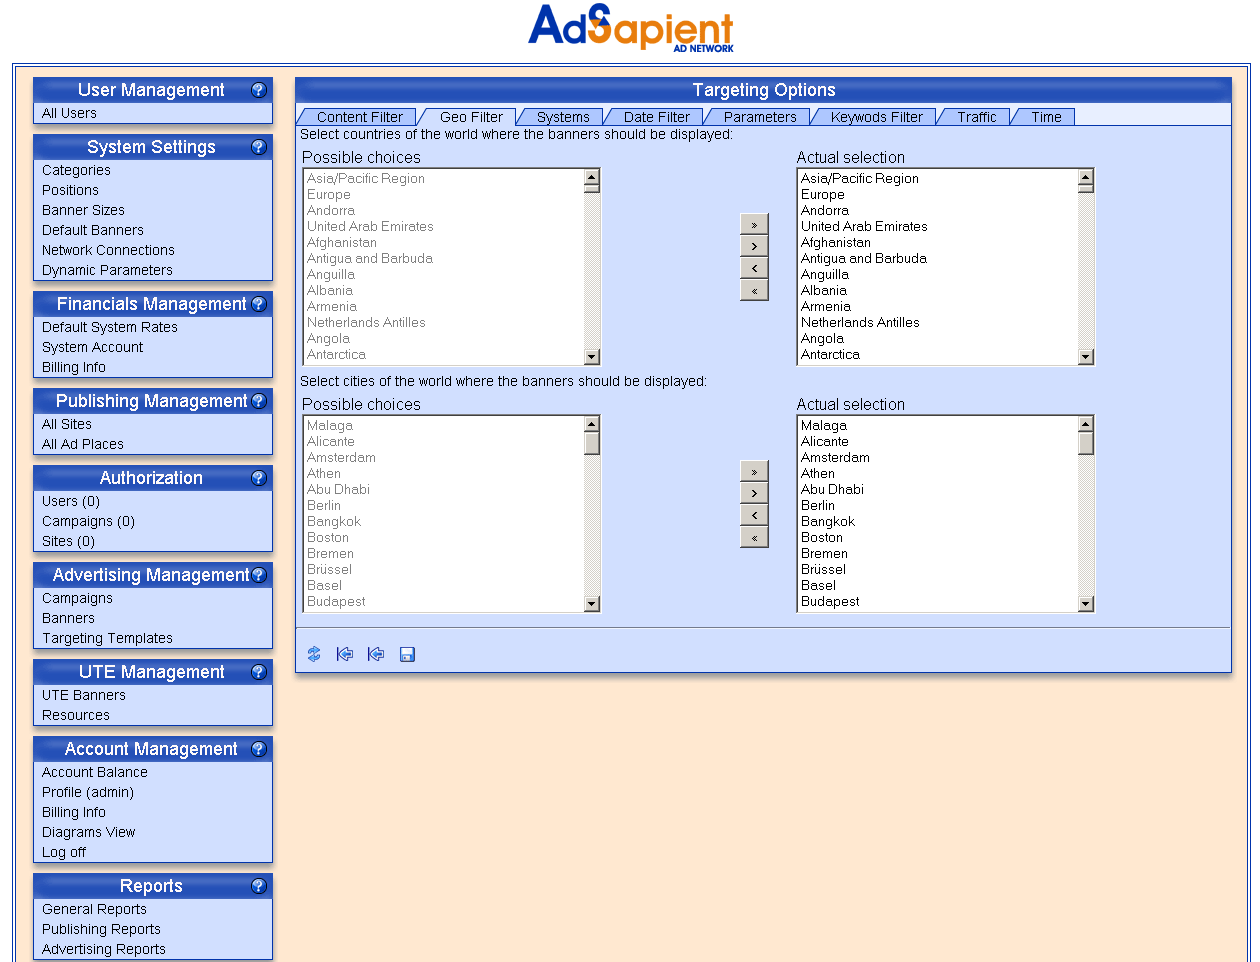 AdSapient
AD NETWORK
User Management ?
All Users
System Settings ?
Categories
Positions
Banner Sizes
Default Banners
Network Connections
Dynamic Parameters
Financials Management ?
Default System Rates
System Account
Billing Info
Publishing Management ?
All Sites
All Ad Places
Authorization ?
Users (0)
Campaigns (0)
Sites (0)
Advertising Management ?
Campaigns
Banners
Targeting Templates
UTE Management ?
UTE Banners
Resources
Account Management ?
Account Balance
Profile (admin)
Billing Info
Diagrams View
Log off
Reports ?
General Reports
Publishing Reports
Advertising Reports
Targeting Options
Content Filter Geo Filter Systems Date Filter Parameters Keywods Filter Traffic Time
Select countries of the world where the banners should be displayed:
Possible choices
Asia/Pacific Region
Europe
Andorra
United Arab Emirates
Afghanistan
Antigua and Barbuda
Anguilla
Albania
Armenia
Netherlands Antilles
Angola
Antarctica
»
>
<
«
Actual selection
Asia/Pacific Region
Europe
Andorra
United Arab Emirates
Afghanistan
Antigua and Barbuda
Anguilla
Albania
Armenia
Netherlands Antilles
Angola
Antarctica
Select cities of the world where the banners should be displayed:
Possible choices
Malaga
Alicante
Amsterdam
Athen
Abu Dhabi
Berlin
Bangkok
Boston
Bremen
Brüssel
Basel
Budapest
»
>
<
«
Actual selection
Malaga
Alicante
Amsterdam
Athen
Abu Dhabi
Berlin
Bangkok
Boston
Bremen
Brüssel
Basel
Budapest